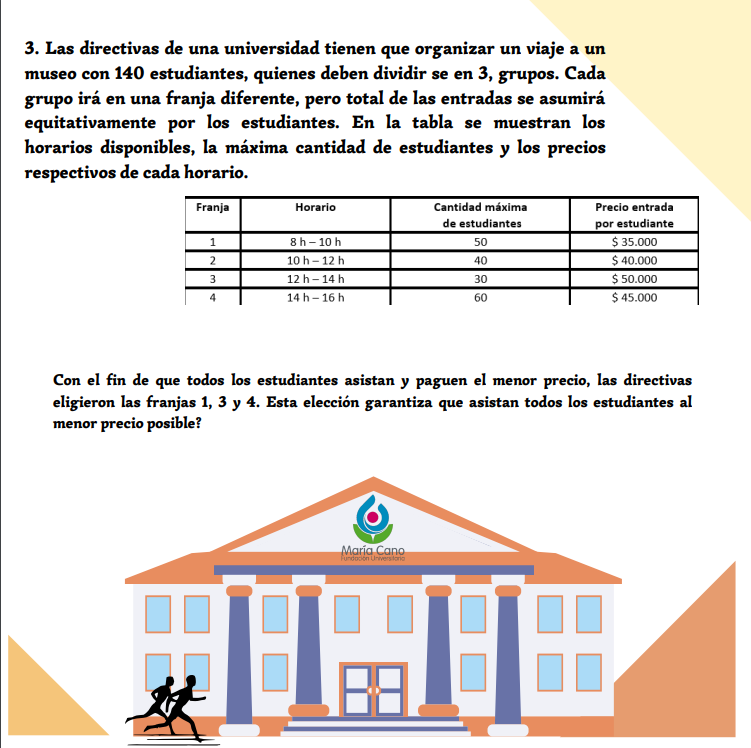 3. Las directivas de una universidad tienen que organizar un viaje a un
museo con 140 estudiantes, quienes deben dividir se en 3, grupos. Cada
grupo irá en una franja diferente, pero total de las entradas se asumirá
equitativamente por los estudiantes. En la tabla se muestran los
horarios disponibles, la máxima cantidad de estudiantes y los precios
respectivos de cada horario.
Franja Horario Cantidad máxima de estudiantes Precio entrada por estudiante
1 8 h – 10 h 50 $ 35.000
2 10 h – 12 h 40 $ 40.000
3 12 h – 14 h 30 $ 50.000
4 14 h – 16 h 60 $ 45.000
Con el fin de que todos los estudiantes asistan y paguen el menor precio, las directivas
eligieron las franjas 1, 3 y 4. Esta elección garantiza que asistan todos los estudiantes al
menor precio posible?
María Cano
Fundación Universitaria